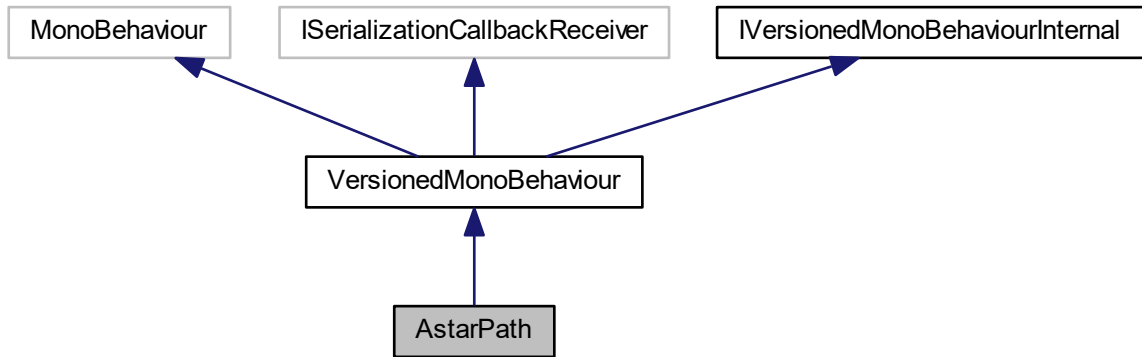 MonoBehaviour
ISerializationCallbackReceiver
IVersionedMonoBehaviourInternal
VersionedMonoBehaviour
AstarPath